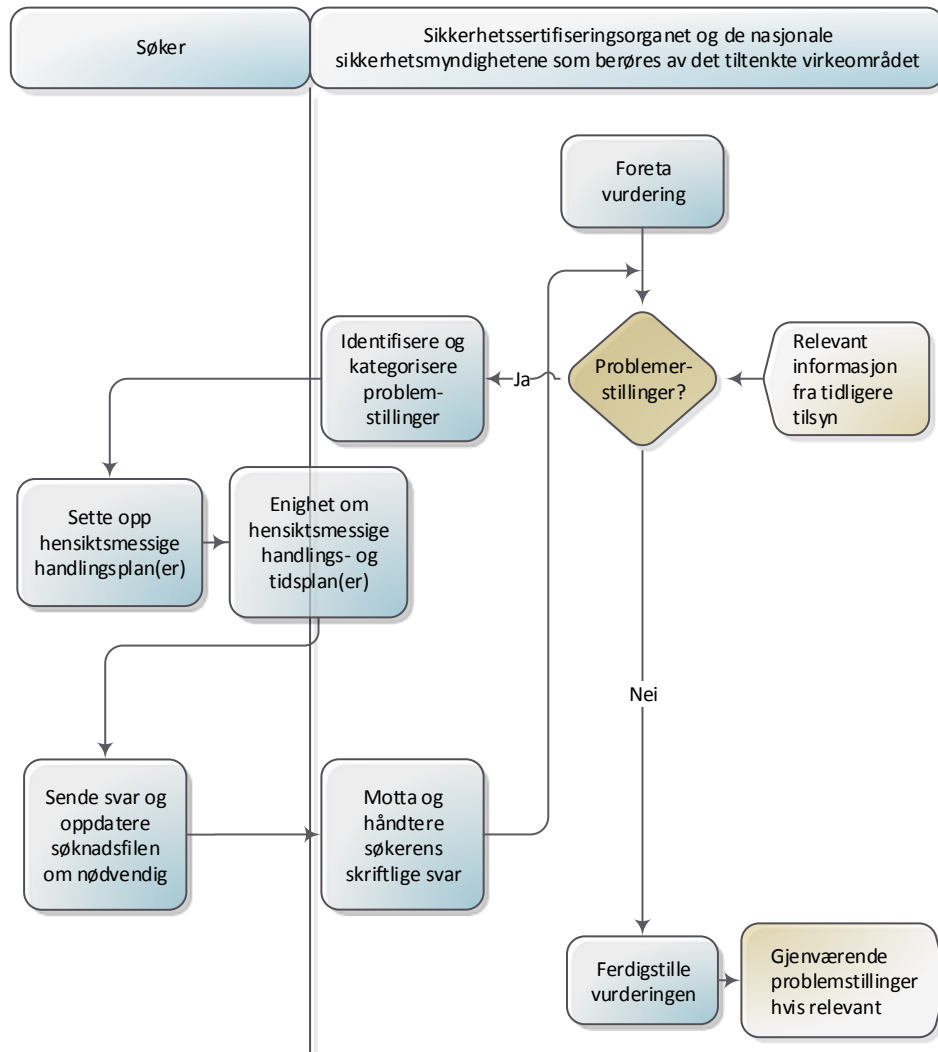 Søker
Sikkerhetssertifiseringsorganet og de nasjonale
sikkerhetsmyndighetene som berøres av det tiltenkte virkeområdet
Foreta
vurdering
Problemer-
stillinger?
Relevant
informasjon
fra tidligere
tilsyn
Ja
Identifisere og
kategorisere
problem-
stillinger
Sette opp
hensiktsmessige
handlingsplan(er)
Enighet om
hensiktsmessige
handlings- og
tidsplan(er)
Nei
Sende svar og
oppdatere
søknadsfilen
om nødvendig
Motta og
håndtere
søkerens
skriftlige svar
Ferdigstille
vurderingen
Gjenværende
problemstillinger
hvis relevant